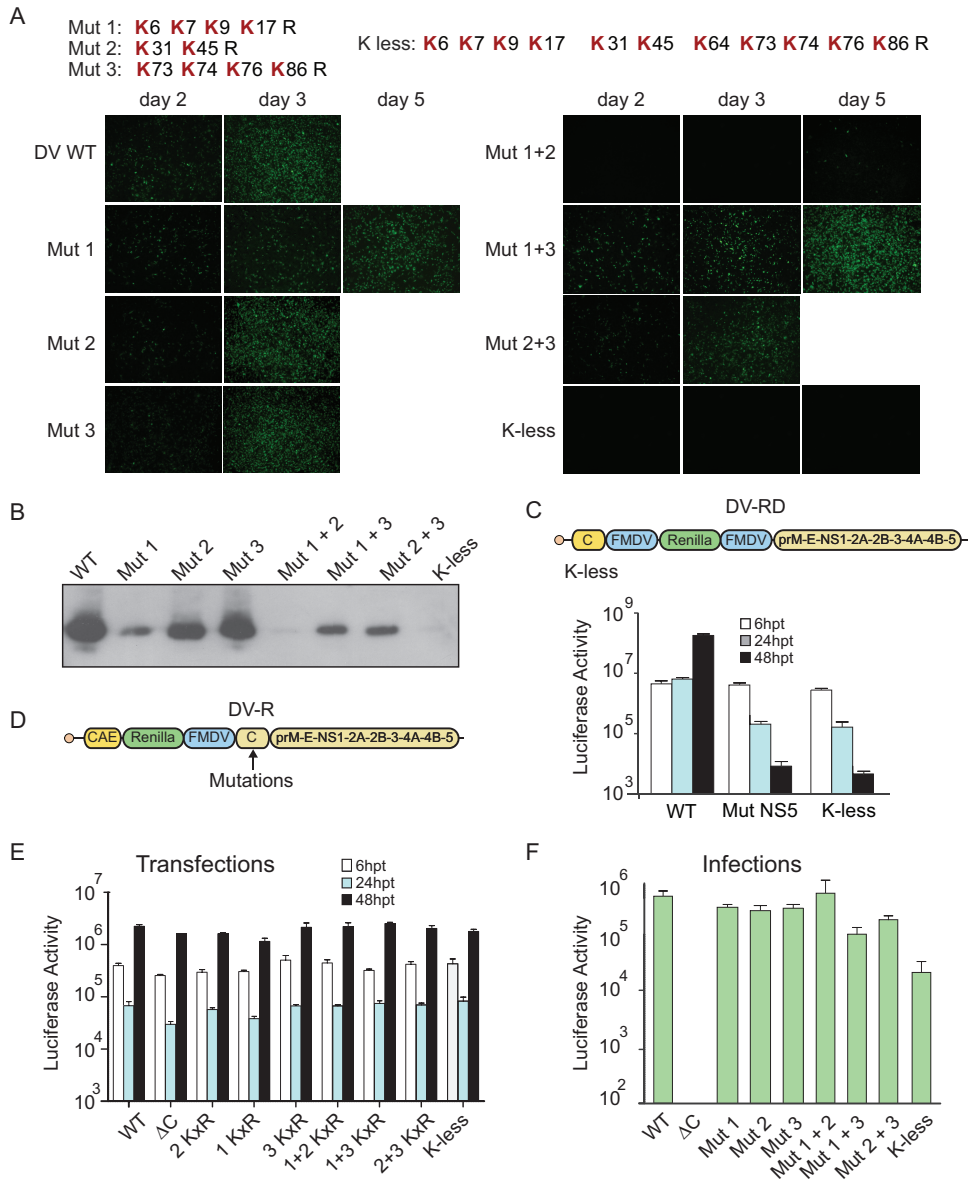 A
Mut 1: K6 K7 K9 K17 R
Mut 2: K31 K45 R
Mut 3: K73 K74 K76 K86 R
K less: K6 K7 K9 K17 K31 K45 K64 K73 K74 K76 K86 R
day 2 day 3 day 5
DV WT
Mut 1
Mut 2
Mut 3
day 2 day 3 day 5
Mut 1+2
Mut 1+3
Mut 2+3
K-less
B
WT Mut 1 Mut 2 Mut 3 Mut 1 + 2 Mut 1 + 3 Mut 2 + 3 K-less
C
DV-RD
C FMDV Renilla FMDV prM-E-NS1-2A-2B-3-4A-4B-5
K-less
Luciferase Activity
10^9
10^7
10^5
10^3
6hpt
24hpt
48hpt
WT Mut NS5 K-less
D
DV-R
CAE Renilla FMDV C prM-E-NS1-2A-2B-3-4A-4B-5
Mutations
E
Transfections
6hpt
24hpt
48hpt
Luciferase Activity
10^7
10^6
10^5
10^4
10^3
WT ΔC 2 KxR 1 KxR 3 KxR 1+2 KxR 1+3 KxR 2+3 KxR K-less
F
Infections
Luciferase Activity
10^6
10^5
10^4
10^3
10^2
WT ΔC Mut 1 Mut 2 Mut 3 Mut 1 + 2 Mut 1 + 3 Mut 2 + 3 K-less